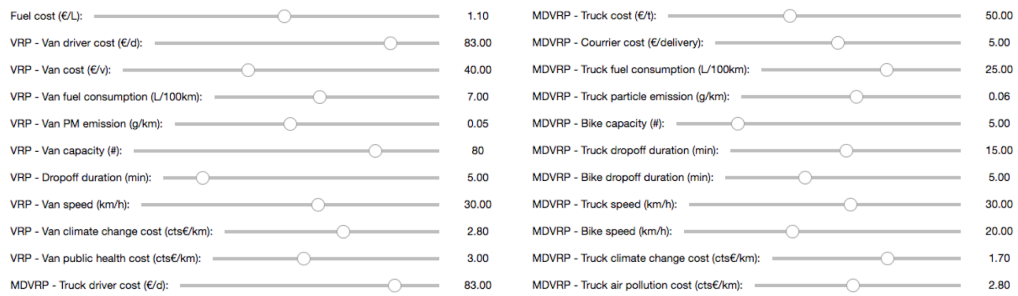 Fuel cost (€/L): 1.10
VRP - Van driver cost (€/d): 83.00
VRP - Van cost (€/v): 40.00
VRP - Van fuel consumption (L/100km): 7.00
VRP - Van PM emission (g/km): 0.05
VRP - Van capacity (#): 80
VRP - Dropoff duration (min): 5.00
VRP - Van speed (km/h): 30.00
VRP - Van climate change cost (cts€/km): 2.80
VRP - Van public health cost (cts€/km): 3.00
MDVRP - Truck driver cost (€/d): 83.00
MDVRP - Truck cost (€/t): 50.00
MDVRP - Courrier cost (€/delivery): 5.00
MDVRP - Truck fuel consumption (L/100km): 25.00
MDVRP - Truck particle emission (g/km): 0.06
MDVRP - Bike capacity (#): 5.00
MDVRP - Truck dropoff duration (min): 15.00
MDVRP - Bike dropoff duration (min): 5.00
MDVRP - Truck speed (km/h): 30.00
MDVRP - Bike speed (km/h): 20.00
MDVRP - Truck climate change cost (cts€/km): 1.70
MDVRP - Truck air pollution cost (cts€/km): 2.80